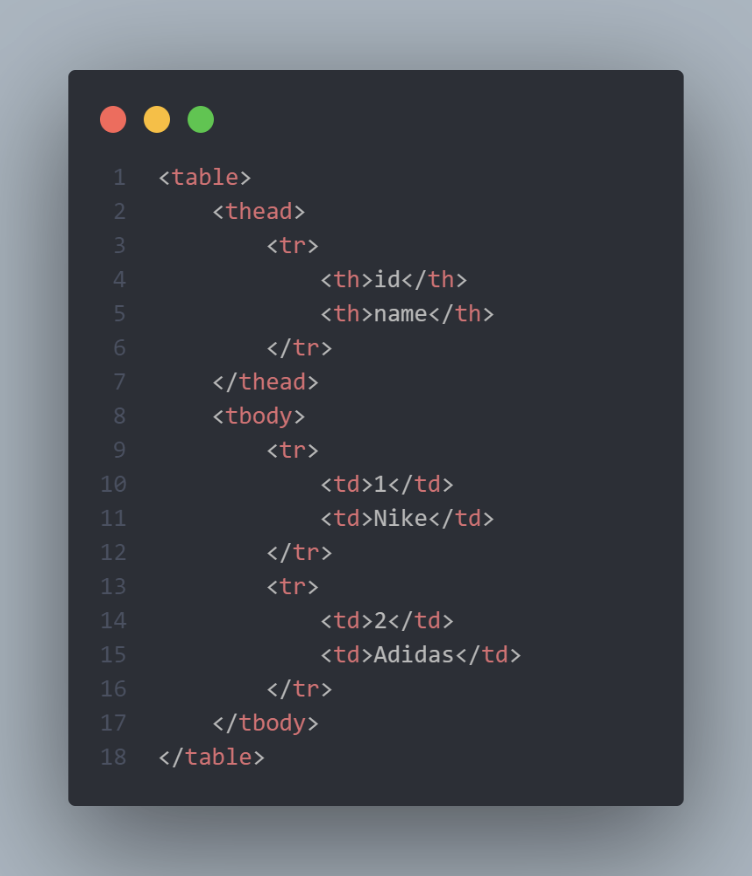 1 <table>
2     <thead>
3         <tr>
4             <th>id</th>
5             <th>name</th>
6         </tr>
7     </thead>
8     <tbody>
9         <tr>
10             <td>1</td>
11             <td>Nike</td>
12         </tr>
13         <tr>
14             <td>2</td>
15             <td>Adidas</td>
16         </tr>
17     </tbody>
18 </table>